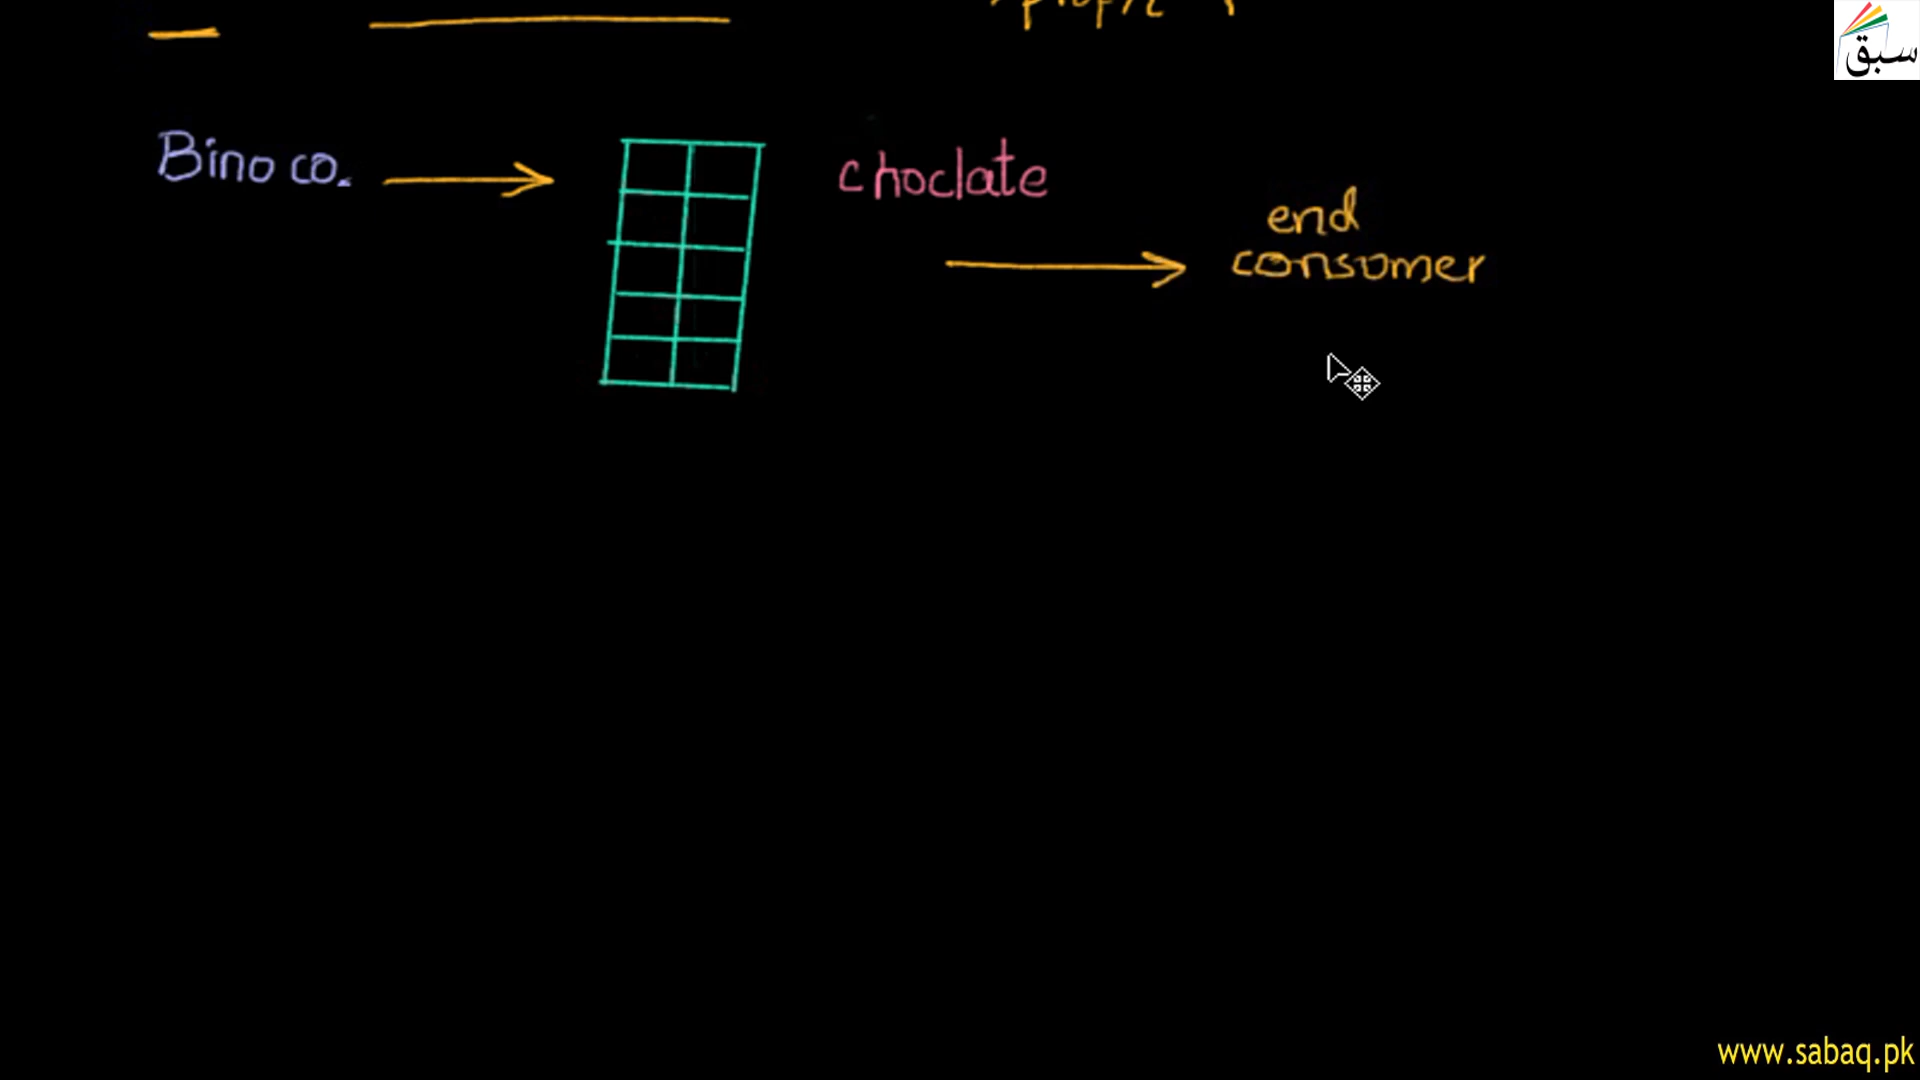 سبق
Bino co.
choclate
end
consumer
www.sabaq.pk